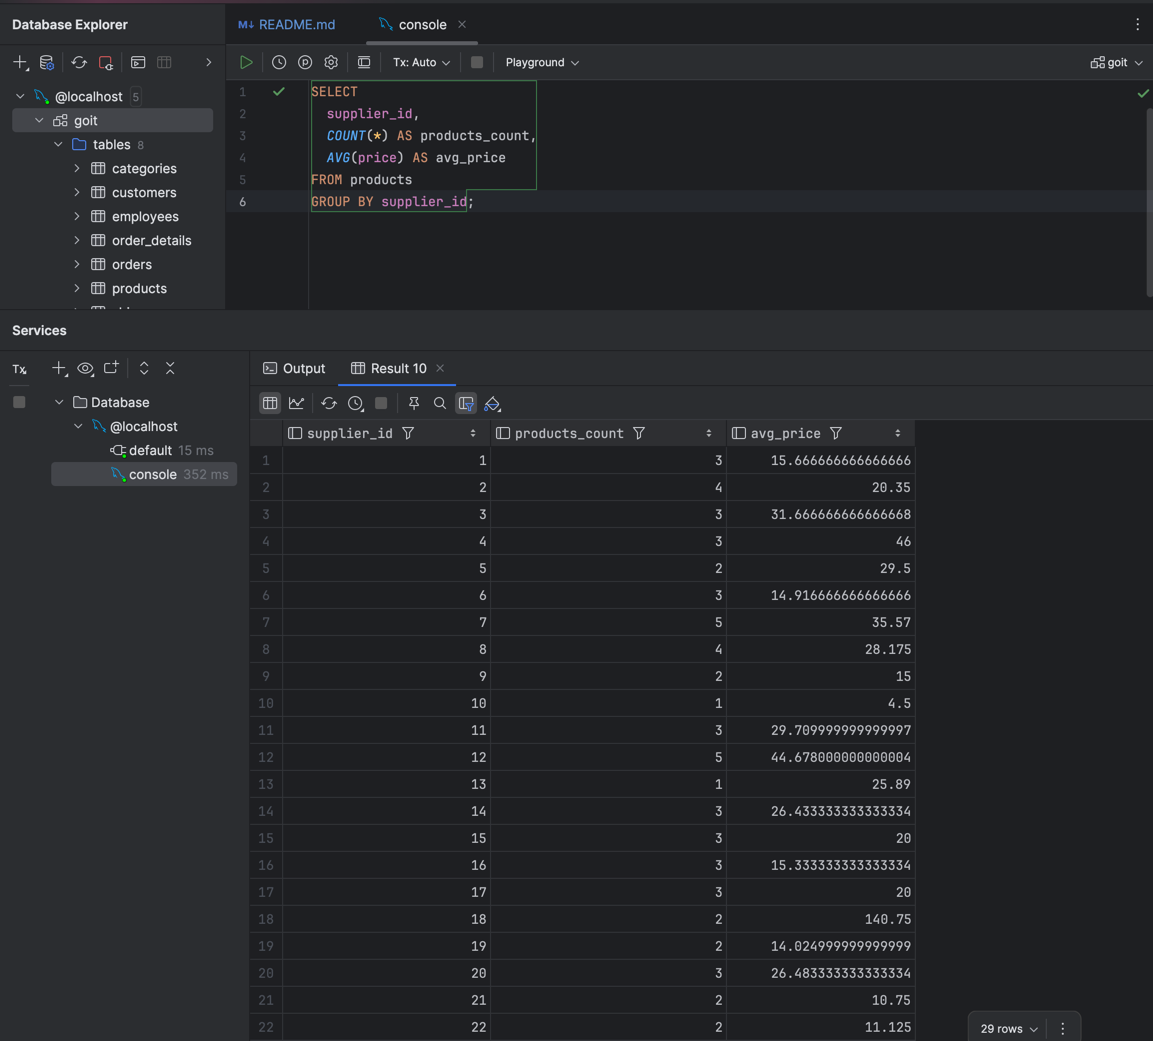 Database Explorer
M↓ README.md
console
Tx: Auto
Playground
goit
@localhost 5
goit
tables 8
categories
customers
employees
order_details
orders
products
1 SELECT
2 supplier_id,
3 COUNT(*) AS products_count,
4 AVG(price) AS avg_price
5 FROM products
6 GROUP BY supplier_id;
Services
Tx
Database
@localhost
default 15 ms
console 352 ms
Output
Result 10
supplier_id products_count avg_price
1 1 3 15.666666666666666
2 2 4 20.35
3 3 3 31.666666666666668
4 4 3 46
5 5 2 29.5
6 6 3 14.916666666666666
7 7 5 35.57
8 8 4 28.175
9 9 2 15
10 10 1 4.5
11 11 3 29.709999999999997
12 12 5 44.678000000000004
13 13 1 25.89
14 14 3 26.433333333333334
15 15 3 20
16 16 3 15.333333333333334
17 17 3 20
18 18 2 140.75
19 19 2 14.024999999999999
20 20 3 26.483333333333334
21 21 2 10.75
22 22 2 11.125
29 rows